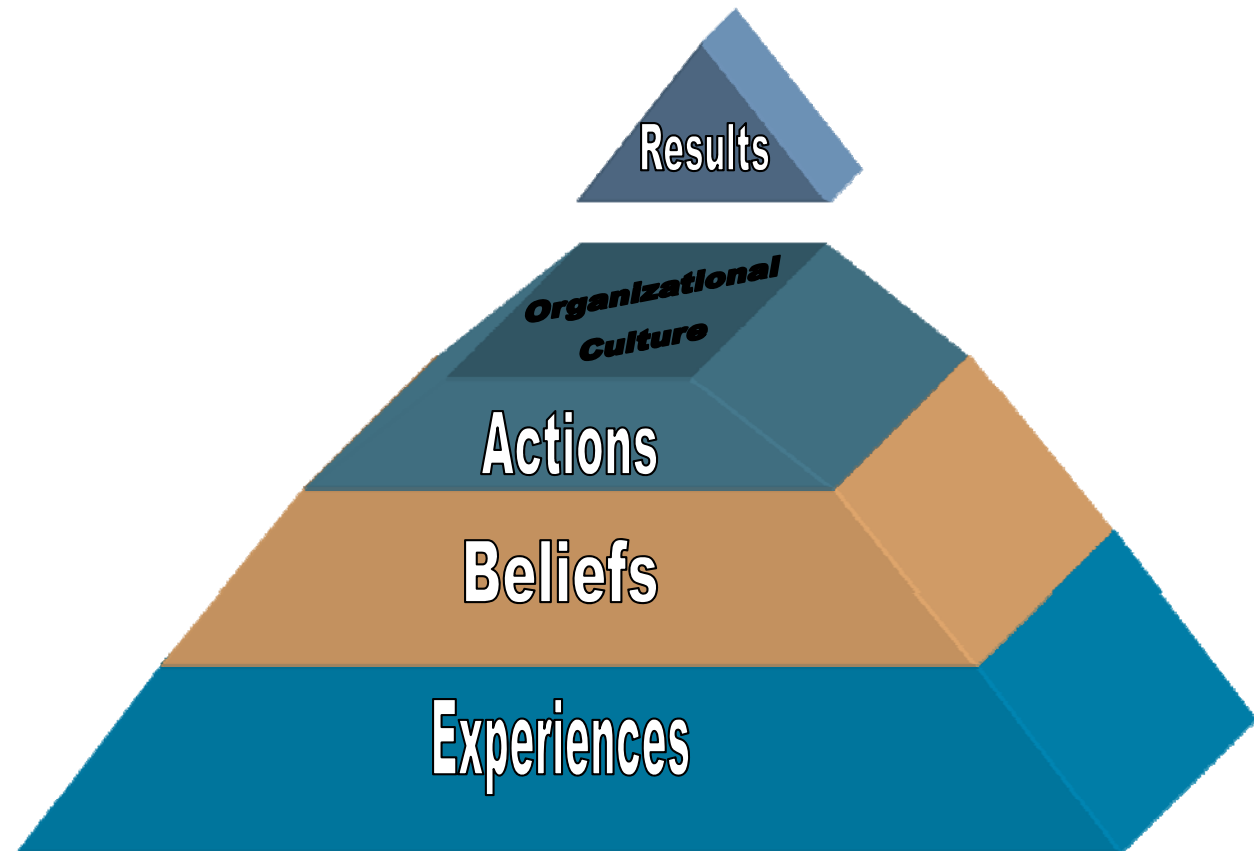 Results
Organizational
Culture
Actions
Beliefs
Experiences